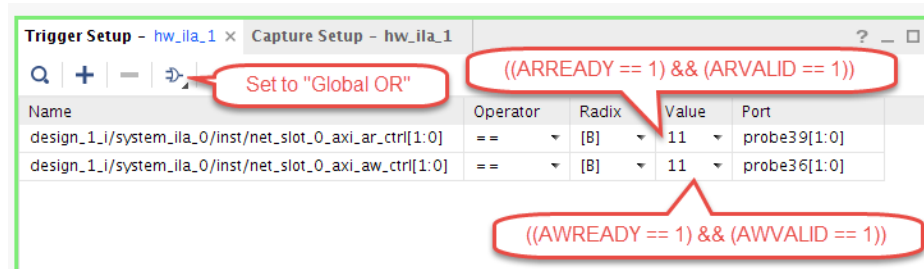 Trigger Setup - hw_ila_1 × Capture Setup - hw_ila_1 ? _
Set to "Global OR"
((ARREADY == 1) && (ARVALID == 1))
Name Operator Radix Value Port
design_1_i/system_ila_0/inst/net_slot_0_axi_ar_ctrl[1:0] == [B] 11 probe39[1:0]
design_1_i/system_ila_0/inst/net_slot_0_axi_aw_ctrl[1:0] == [B] 11 probe36[1:0]
((AWREADY == 1) && (AWVALID == 1))